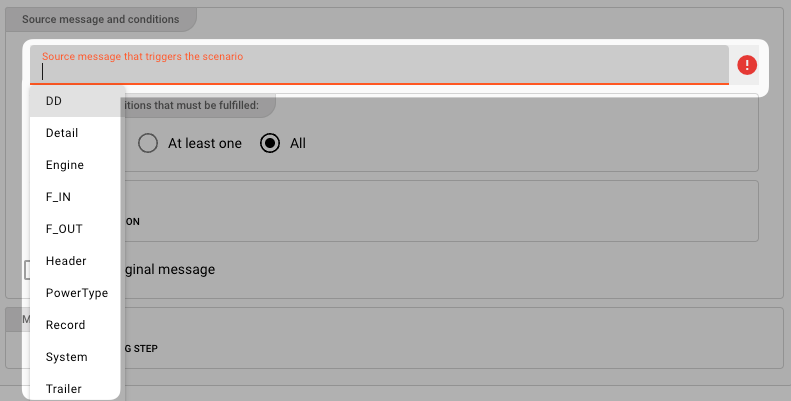 Source message and conditions
Source message that triggers the scenario
DD
itions that must be fulfilled:
Detail
At least one
All
Engine
F_IN
ON
F_OUT
Header
ginal message
PowerType
Record
M
G STEP
System
Trailer